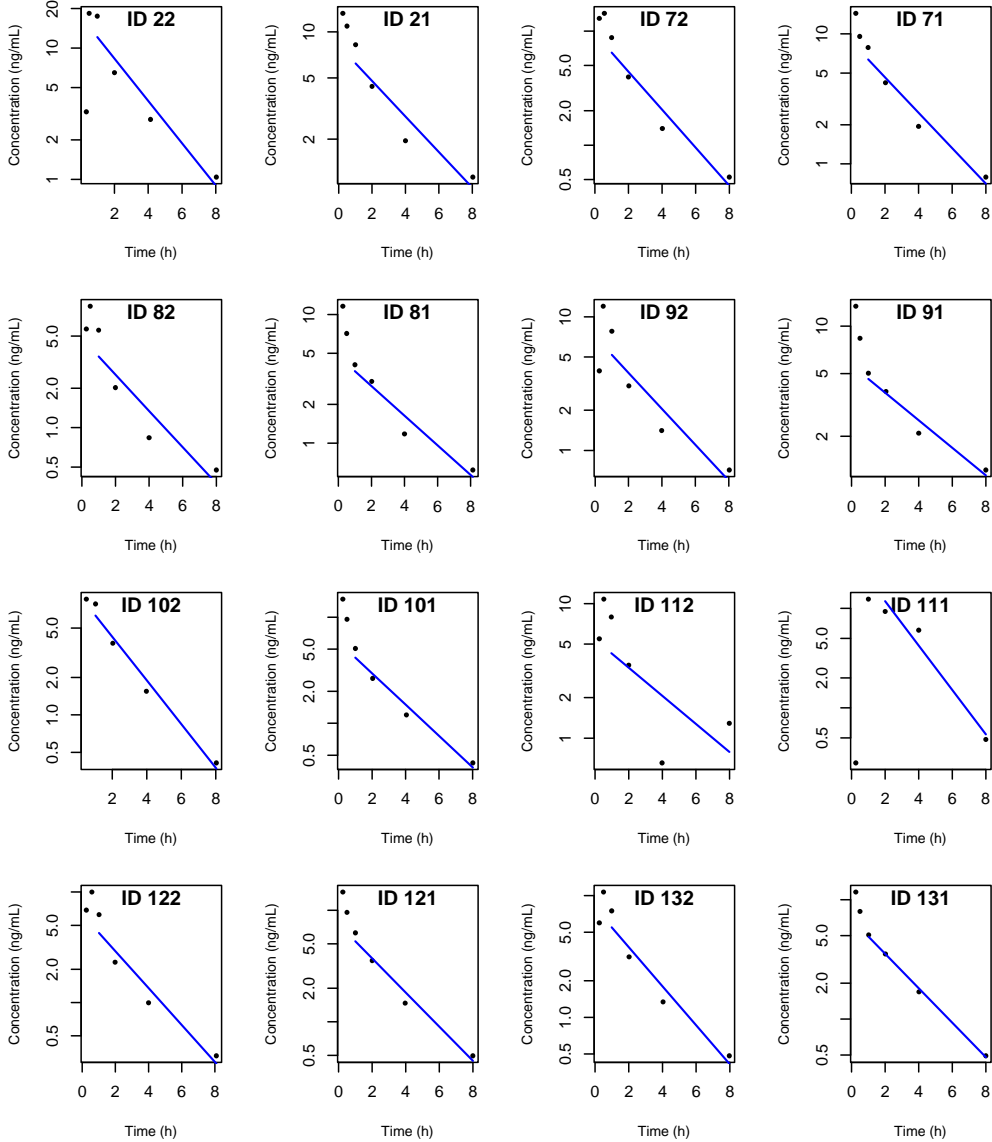 ID 22
Concentration (ng/mL)
1 2 5 10 20
2 4 6 8
Time (h)
ID 21
Concentration (ng/mL)
2 5 10
0 2 4 6 8
Time (h)
ID 72
Concentration (ng/mL)
0.5 2.0 5.0
0 2 4 6 8
Time (h)
ID 71
Concentration (ng/mL)
1 2 5 10
0 2 4 6 8
Time (h)
ID 82
Concentration (ng/mL)
0.5 1.0 2.0 5.0
0 2 4 6 8
Time (h)
ID 81
Concentration (ng/mL)
1 2 5 10
0 2 4 6 8
Time (h)
ID 92
Concentration (ng/mL)
1 2 5 10
0 2 4 6 8
Time (h)
ID 91
Concentration (ng/mL)
2 5 10
0 2 4 6 8
Time (h)
ID 102
Concentration (ng/mL)
0.5 1.0 2.0 5.0
2 4 6 8
Time (h)
ID 101
Concentration (ng/mL)
0.5 2.0 5.0
0 2 4 6 8
Time (h)
ID 112
Concentration (ng/mL)
1 2 5 10
0 2 4 6 8
Time (h)
ID 111
Concentration (ng/mL)
0.5 2.0 5.0
0 2 4 6 8
Time (h)
ID 122
Concentration (ng/mL)
0.5 2.0 5.0
0 2 4 6 8
Time (h)
ID 121
Concentration (ng/mL)
0.5 2.0 5.0
0 2 4 6 8
Time (h)
ID 132
Concentration (ng/mL)
0.5 1.0 2.0 5.0
0 2 4 6 8
Time (h)
ID 131
Concentration (ng/mL)
0.5 2.0 5.0
0 2 4 6 8
Time (h)